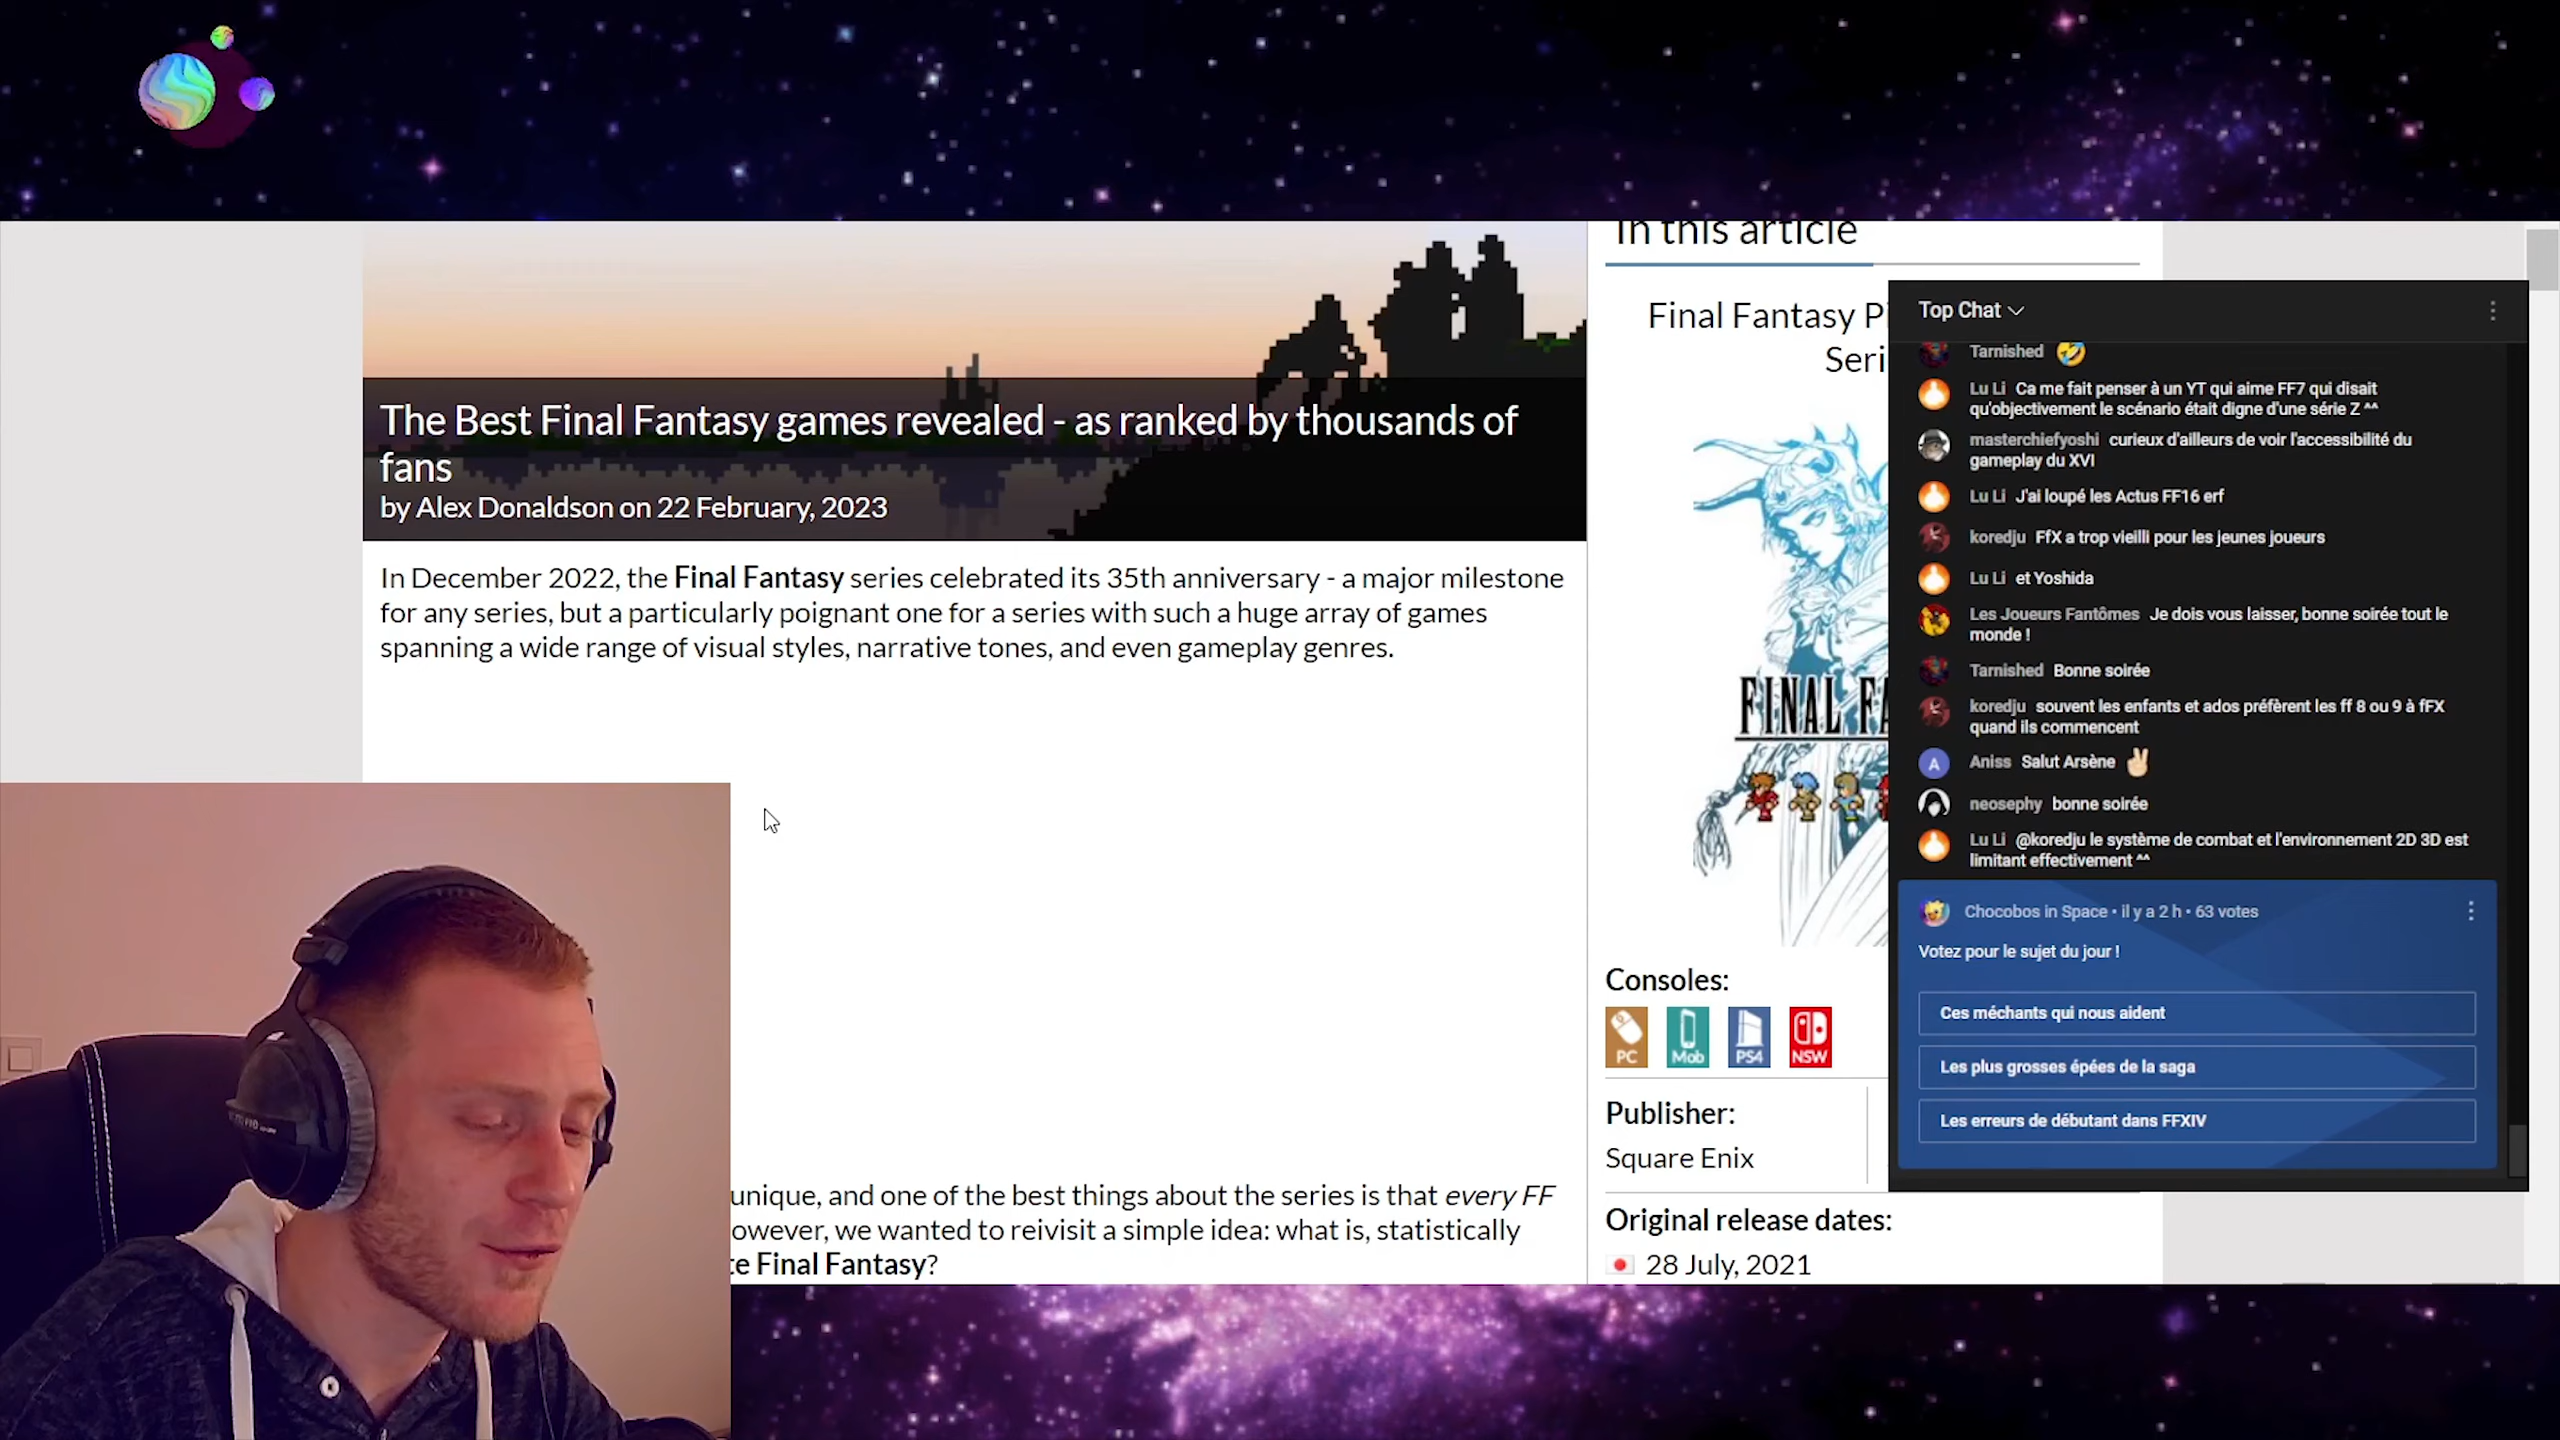 The Best Final Fantasy games revealed - as ranked by thousands of
fans
by Alex Donaldson on 22 February, 2023
In December 2022, the Final Fantasy series celebrated its 35th anniversary - a major milestone
for any series, but a particularly poignant one for a series with such a huge array of games
spanning a wide range of visual styles, narrative tones, and even gameplay genres.
unique, and one of the best things about the series is that every FF
owever, we wanted to reivisit a simple idea: what is, statistically
te Final Fantasy?
In this article
Final Fantasy Pi
Seri
FINAL FA
Consoles:
PC Mob PS4 NSW
Publisher:
Square Enix
Original release dates:
28 July, 2021
Top Chat
Tarnished
Lu Li Ca me fait penser à un YT qui aime FF7 qui disait
qu'objectivement le scénario était digne d'une série Z ^^
masterchiefyoshi curieux d'ailleurs de voir l'accessibilité du
gameplay du XVI
Lu Li J'ai loupé les Actus FF16 erf
koredju FfX a trop vieilli pour les jeunes joueurs
Lu Li et Yoshida
Les Joueurs Fantômes Je dois vous laisser, bonne soirée tout le
monde !
Tarnished Bonne soirée
koredju souvent les enfants et ados préfèrent les ff 8 ou 9 à fFX
quand ils commencent
A Aniss Salut Arsène
neosephy bonne soirée
Lu Li @koredju le système de combat et l'environnement 2D 3D est
limitant effectivement ^^
Chocobos in Space • il y a 2 h • 63 votes
Votez pour le sujet du jour !
Ces méchants qui nous aident
Les plus grosses épées de la saga
Les erreurs de débutant dans FFXIV